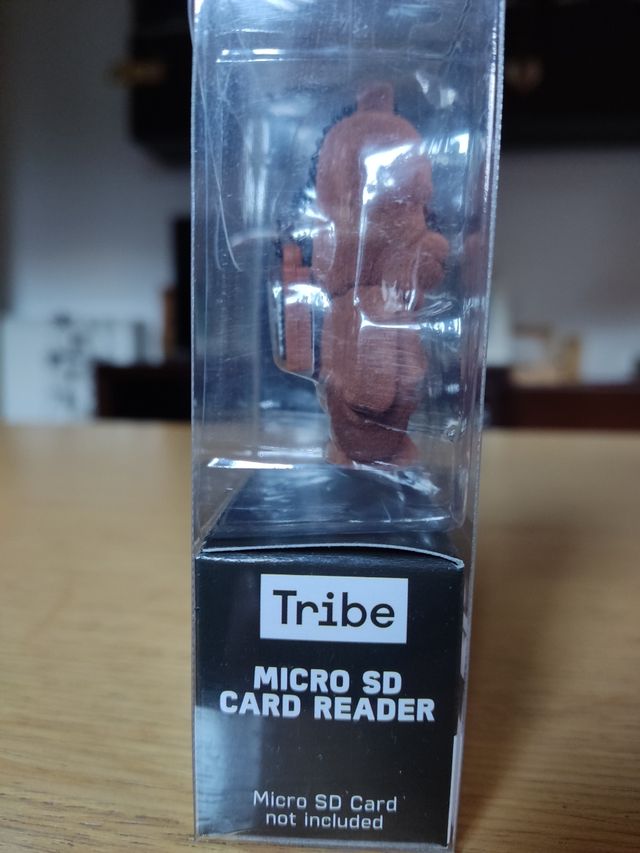 Tribe
MICRO SD
CARD READER
Micro SD Card
not included